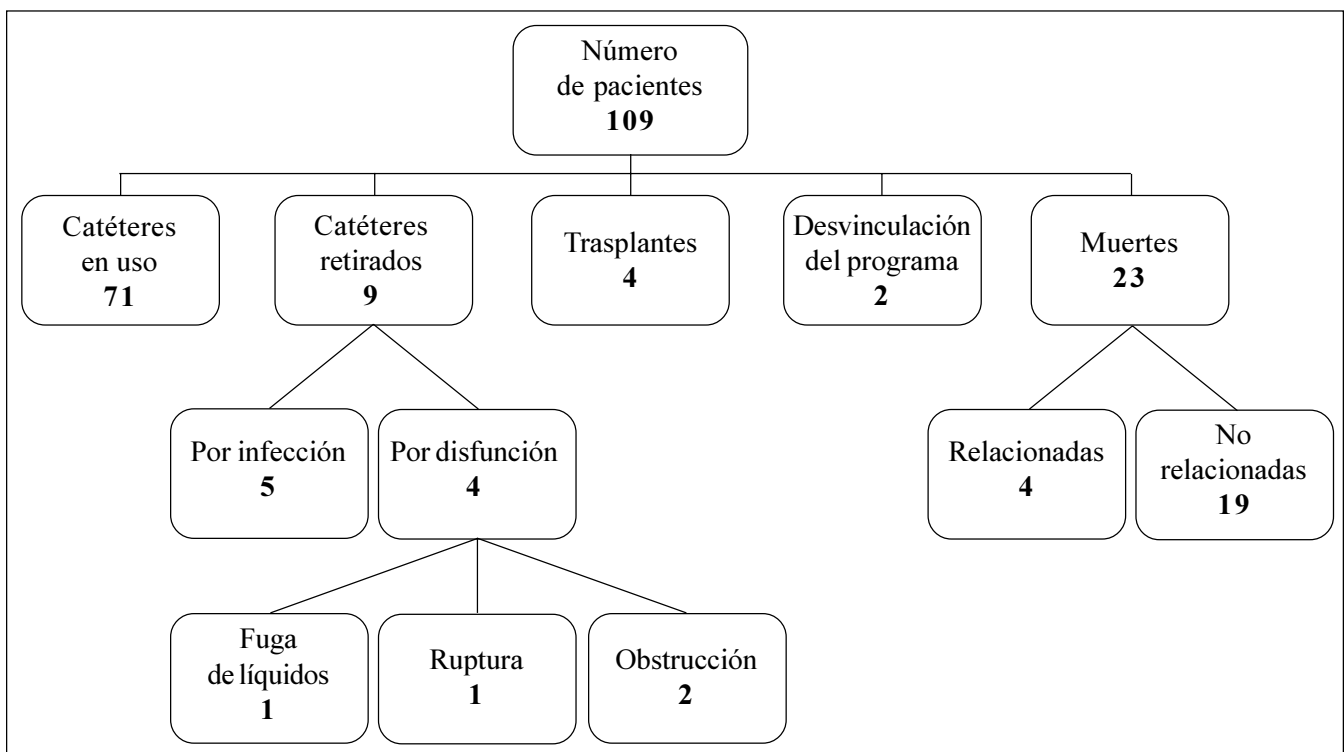 Número
de pacientes
109
Catéteres
en uso
71
Catéteres
retirados
9
Trasplantes
4
Desvinculación
del programa
2
Muertes
23
Por infección
5
Por disfunción
4
Relacionadas
4
No
relacionadas
19
Fuga
de líquidos
1
Ruptura
1
Obstrucción
2